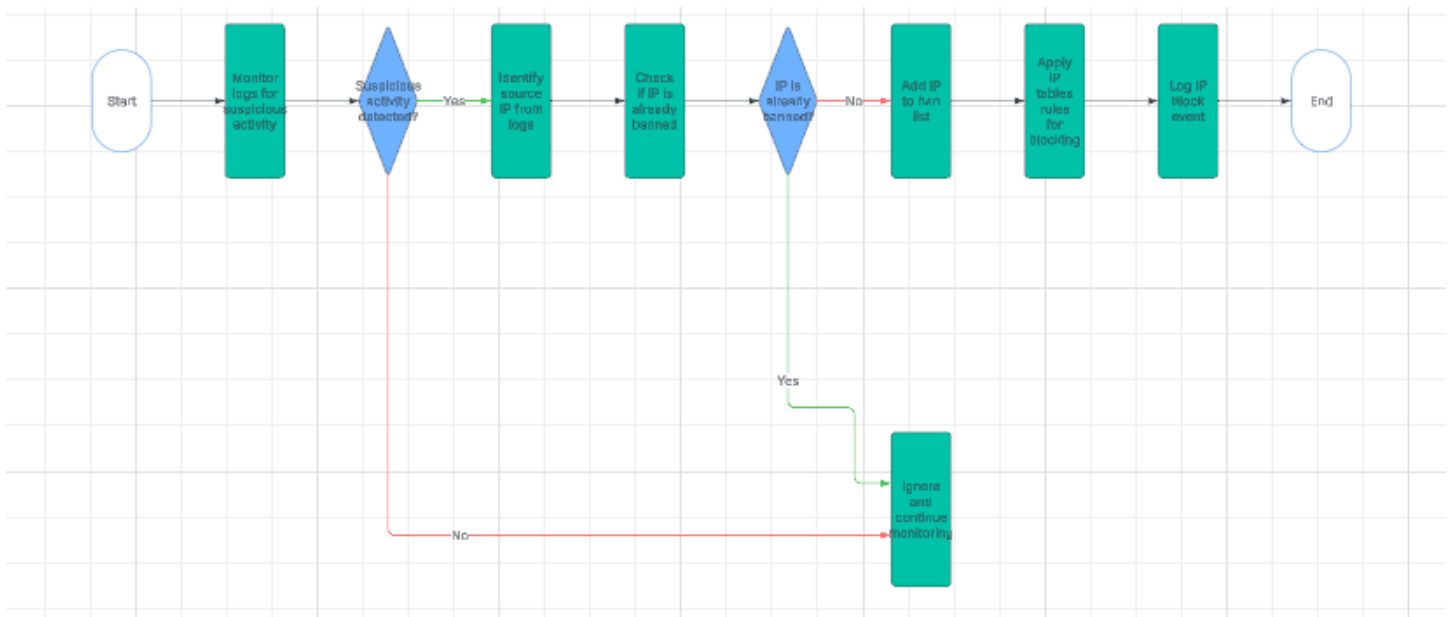 Start
Monitor
logs for
suspicious
activity
Suspicious
activity
detected?
Yes
Identify
source
IP from
logs
Check
if IP is
already
banned
IP is
already
banned?
No
Add IP
to ban
list
Apply
IP
tables
rules
for
blocking
Log IP
block
event
End
Yes
Ignore
and
continue
monitoring
No